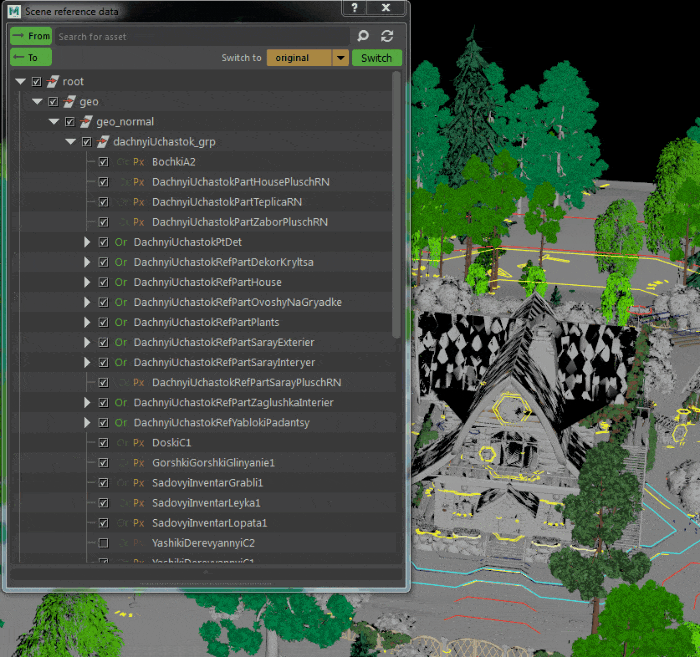 M Scene reference data ? X
From Search for asset
To Switch to original Switch
root
geo
geo_normal
dachnyiUchastok_grp
Px BochkiA2
Px DachnyiUchastokPartHousePluschRN
Px DachnyiUchastokPartTeplicaRN
Px DachnyiUchastokPartZaborPluschRN
Or DachnyiUchastokPtDet
Or DachnyiUchastokRefPartDekorKryltsa
Or DachnyiUchastokRefPartHouse
Or DachnyiUchastokRefPartOvoshyNaGryadke
Or DachnyiUchastokRefPartPlants
Or DachnyiUchastokRefPartSarayExterier
Or DachnyiUchastokRefPartSarayInteryer
Px DachnyiUchastokRefPartSarayPluschRN
Or DachnyiUchastokRefPartZaglushkaInterier
Or DachnyiUchastokRefYablokiPadantsy
Px DoskiC1
Px GorshkiGorshkiGlinyanie1
Px SadovyiInventarGrabli1
Px SadovyiInventarLeyka1
Px SadovyiInventarLopata1
YashikiDerevyannyiC2
Px YashikiDerevyannyiC1